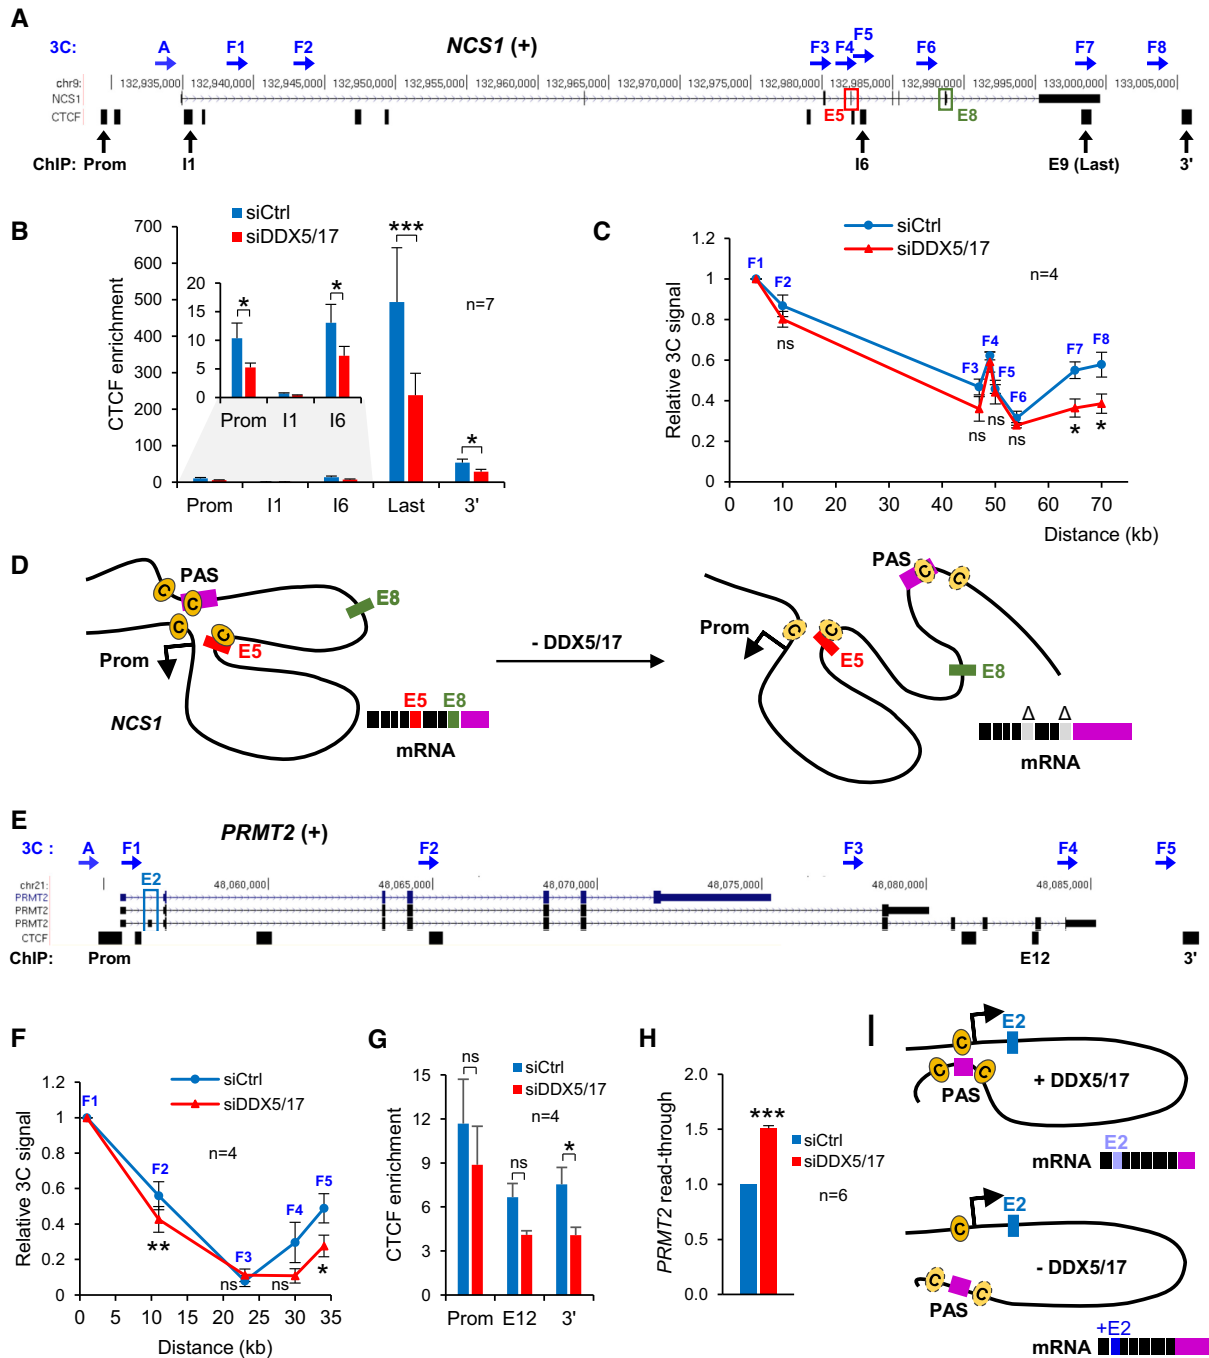 A
3C: A F1 F2 NCS1 (+) F3 F4 F5 F6 F7 F8
chr9: 132,935,000 132,940,000 132,945,000 132,950,000 132,955,000 132,960,000 132,965,000 132,970,000 132,975,000 132,980,000 132,985,000 132,990,000 132,995,000 133,000,000 133,005,000
NCS1
CTCF E5 E8
ChIP: Prom I1 I6 E9 (Last) 3'
B
siCtrl
siDDX5/17
CTCF enrichment
700
600
500
400
300
200
100
0
20
15
10
5
0
* *
Prom I1 I6
***
n=7
*
Prom I1 I6 Last 3'
C
siCtrl
siDDX5/17
n=4
Relative 3C signal
1.2
1
0.8
0.6
0.4
0.2
0
F1
F2
F3
F4
F5
F6
F7
F8
ns
ns
ns
ns
*
*
0 10 20 30 40 50 60 70
Distance (kb)
D
C
C
C
C
PAS
E8
E5
Prom
NCS1
E5 E8
mRNA
- DDX5/17
PAS
C
C
C
C
Prom
E5
E8
Δ Δ
mRNA
E
PRMT2 (+)
3C : A F1 F2 F3 F4 F5
E2
chr21: 48,060,000 48,065,000 48,070,000 48,075,000 48,080,000 48,085,000
PRMT2
PRMT2
PRMT2
CTCF
ChIP: Prom E12 3'
F
siCtrl
siDDX5/17
n=4
Relative 3C signal
1.2
1
0.8
0.6
0.4
0.2
0
F1
F2
F3
F4
F5
**
ns
ns
*
0 5 10 15 20 25 30 35
Distance (kb)
G
siCtrl
siDDX5/17
n=4
CTCF enrichment
15
12
9
6
3
0
ns
ns
*
Prom E12 3'
H
PRMT2 read-through
2.0
1.5
1.0
0.5
0.0
***
siCtrl
siDDX5/17
n=6
I
E2
C
C
C
PAS
+ DDX5/17
E2
mRNA
E2
C
C
C
PAS
- DDX5/17
+E2
mRNA